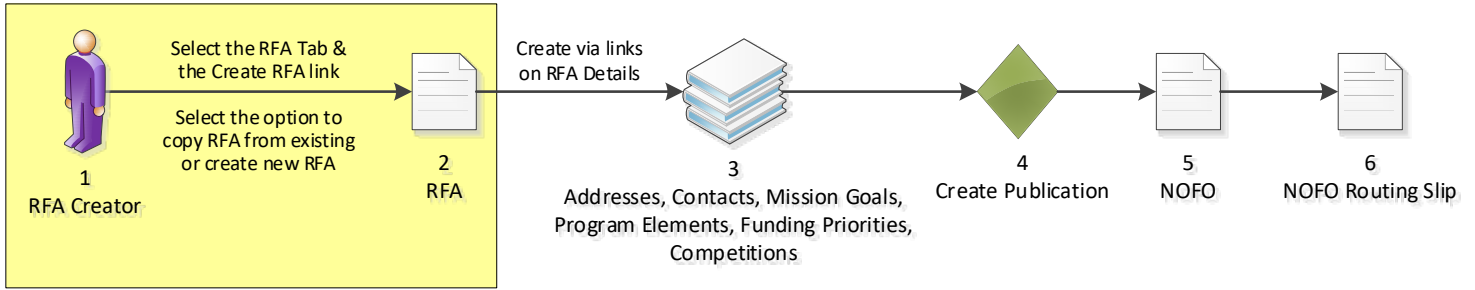 Select the RFA Tab &
the Create RFA link
Select the option to
copy RFA from existing
or create new RFA
1
RFA Creator
2
RFA
Create via links
on RFA Details
3
Addresses, Contacts, Mission Goals,
Program Elements, Funding Priorities,
Competitions
4
Create Publication
5
NOFO
6
NOFO Routing Slip